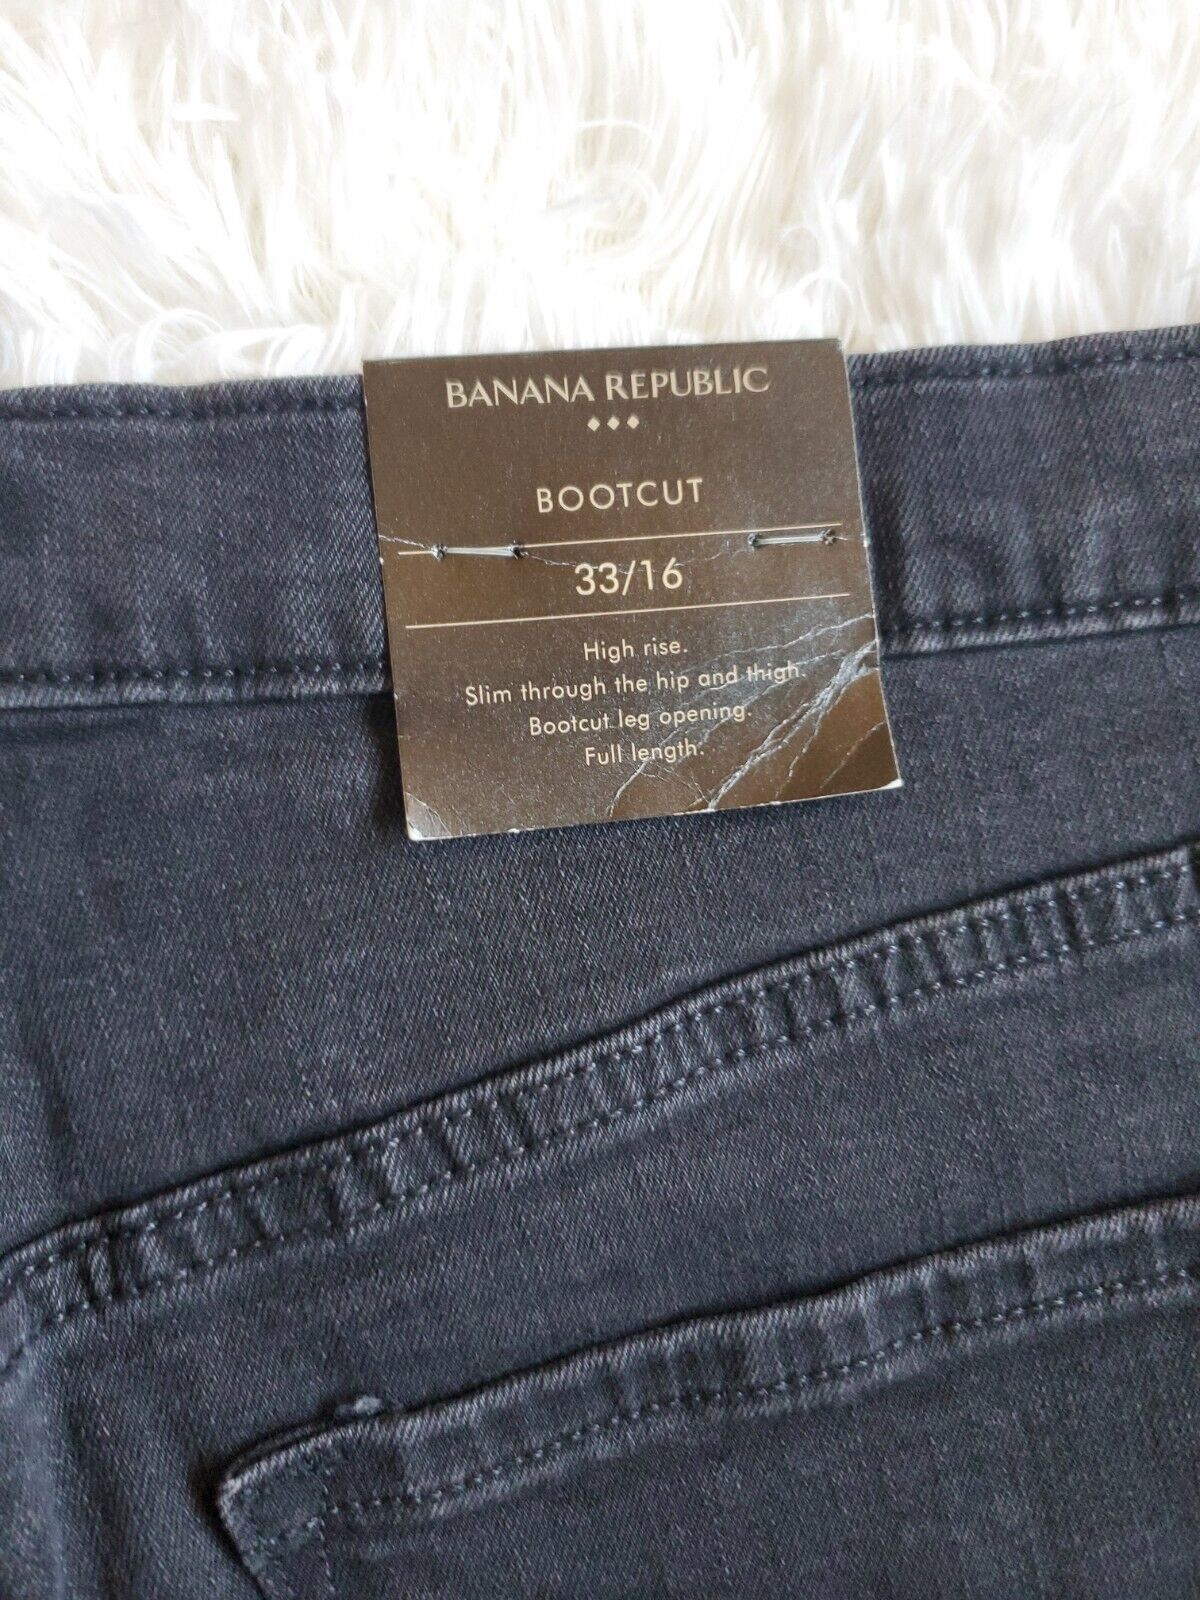 BANANA REPUBLIC
BOOTCUT
33/16
High rise.
Slim through the hip and thigh.
Bootcut leg opening.
Full length.